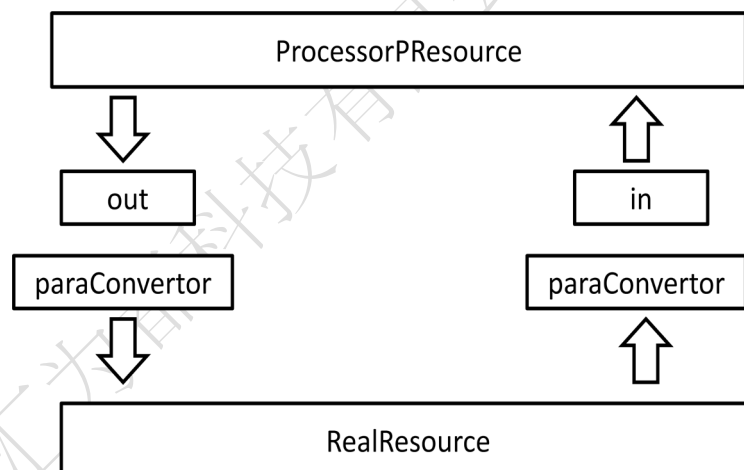 ProcessorPResource
out
in
paraConvertor
paraConvertor
RealResource